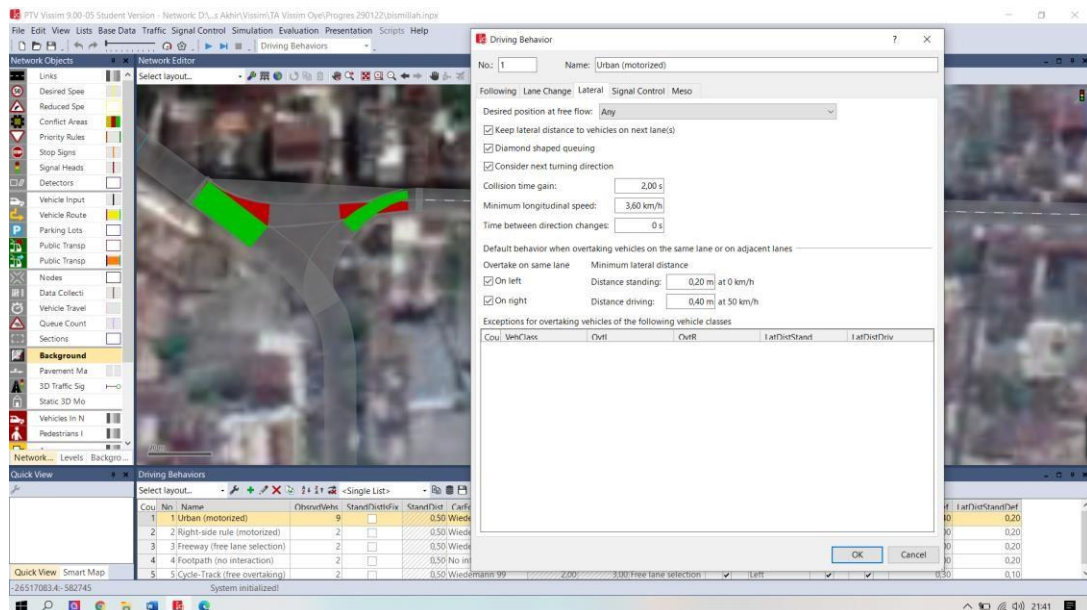 PTV Vissim 9.00-05 Student Version - Network: D:\...s Akhir\Vissim\TA Vissim Oye\Progres 290122\bismillah.inpx
File Edit View Lists Base Data Traffic Signal Control Simulation Evaluation Presentation Scripts Help
Driving Behaviors
Network Objects
Links
Desired Spee
Reduced Spe
Conflict Areas
Priority Rules
Stop Signs
Signal Heads
Detectors
Vehicle Input
Vehicle Route
Parking Lots
Public Transp
Public Transp
Nodes
Data Collecti
Vehicle Travel
Queue Count
Sections
Background
Pavement Ma
3D Traffic Sig
Static 3D Mo
Vehicles In N
Pedestrians I
Network... Levels Backgro...
Network Editor
Select layout...
Driving Behavior
? ×
No.: 1 Name: Urban (motorized)
Following Lane Change Lateral Signal Control Meso
Desired position at free flow: Any
Keep lateral distance to vehicles on next lane(s)
Diamond shaped queuing
Consider next turning direction
Collision time gain: 2,00 s
Minimum longitudinal speed: 3,60 km/h
Time between direction changes: 0 s
Default behavior when overtaking vehicles on the same lane or on adjacent lanes
Overtake on same lane Minimum lateral distance
On left Distance standing: 0,20 m at 0 km/h
On right Distance driving: 0,40 m at 50 km/h
Exceptions for overtaking vehicles of the following vehicle classes
Cou VehClass OvtL OvtR LatDistStand LatDistDriv
OK Cancel
Quick View
Quick View Smart Map
Driving Behaviors
Select layout... <Single List>
Cou No Name ObsrvdVehs StandDistIsFix StandDist CarFo LatDistStandDef
1 1 Urban (motorized) 9 0,50 Wiede 0,20
2 2 Right-side rule (motorized) 2 0,50 Wiede 0,20
3 3 Freeway (free lane selection) 2 0,50 Wiede 0,20
4 4 Footpath (no interaction) 2 0,50 No int 0,20
5 5 Cycle-Track (free overtaking) 2 0,50 Wiedemann 99 2,00 3,00 Free lane selection Left 0,30 0,10
-26517083.4:-582745 System initialized!
21:41